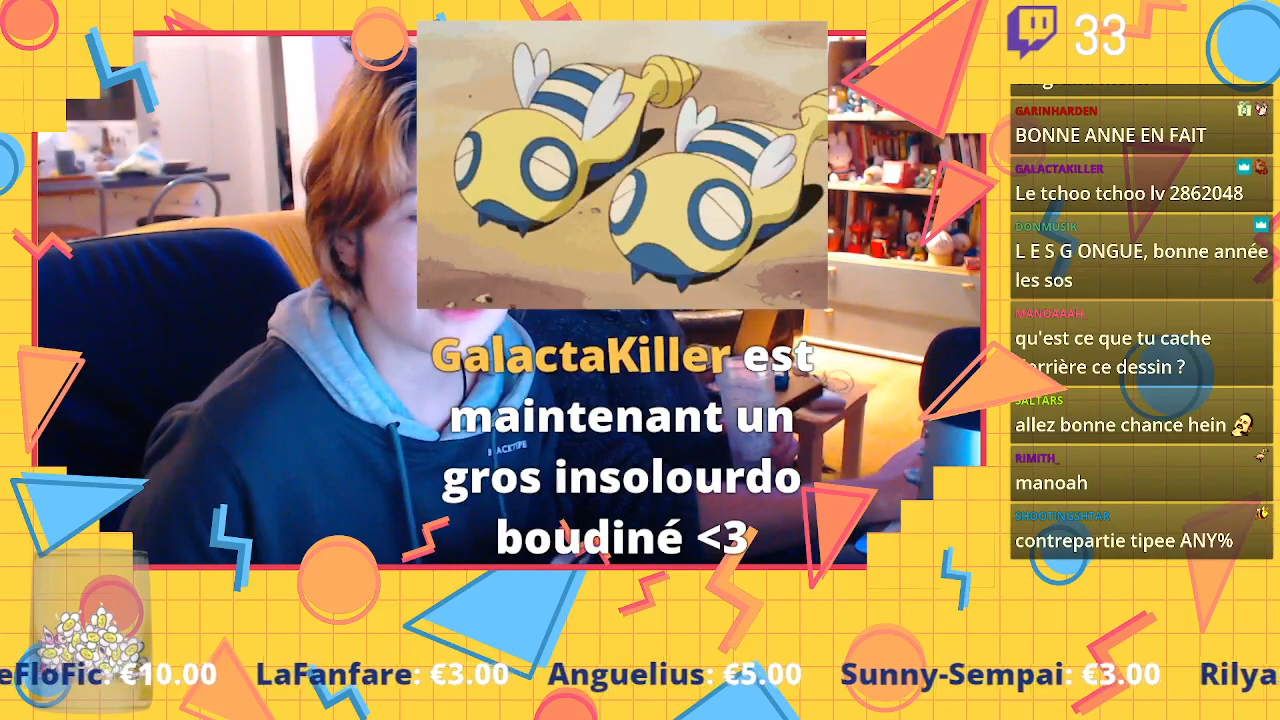 33
GARINHARDEN
BONNE ANNE EN FAIT
GALACTAKILLER
Le tchoo tchoo lv 2862048
DONMUSIK
L E S G ONGUE, bonne année
les sos
MANOAAAH
qu'est ce que tu cache
derrière ce dessin ?
SALTARS
allez bonne chance hein
RIMITH_
manoah
SHOOTINGSHTAR
contrepartie tipee ANY%
GalactaKiller est
maintenant un
gros insolourdo
boudiné <3
eFloFic: €10.00 LaFanfare: €3.00 Anguelius: €5.00 Sunny-Sempai: €3.00 Rilya